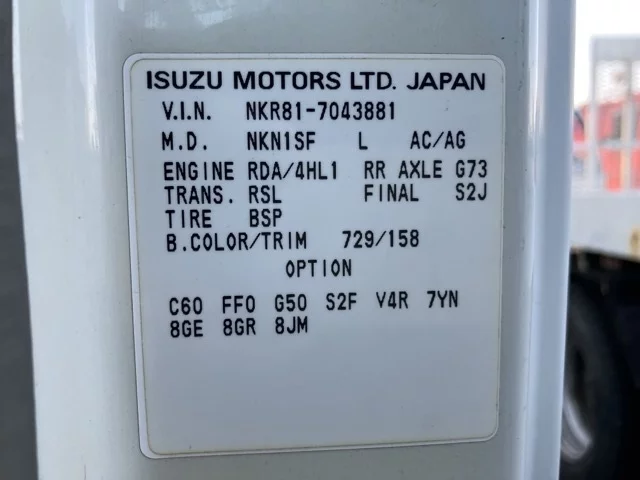 ISUZU MOTORS LTD. JAPAN
V.I.N. NKR81-7043881
M.D. NKN1SF L AC/AG
ENGINE RDA/4HL1 RR AXLE G73
TRANS. RSL FINAL S2J
TIRE BSP
B.COLOR/TRIM 729/158
OPTION
C60 FF0 G50 S2F V4R 7YN
8GE 8GR 8JM